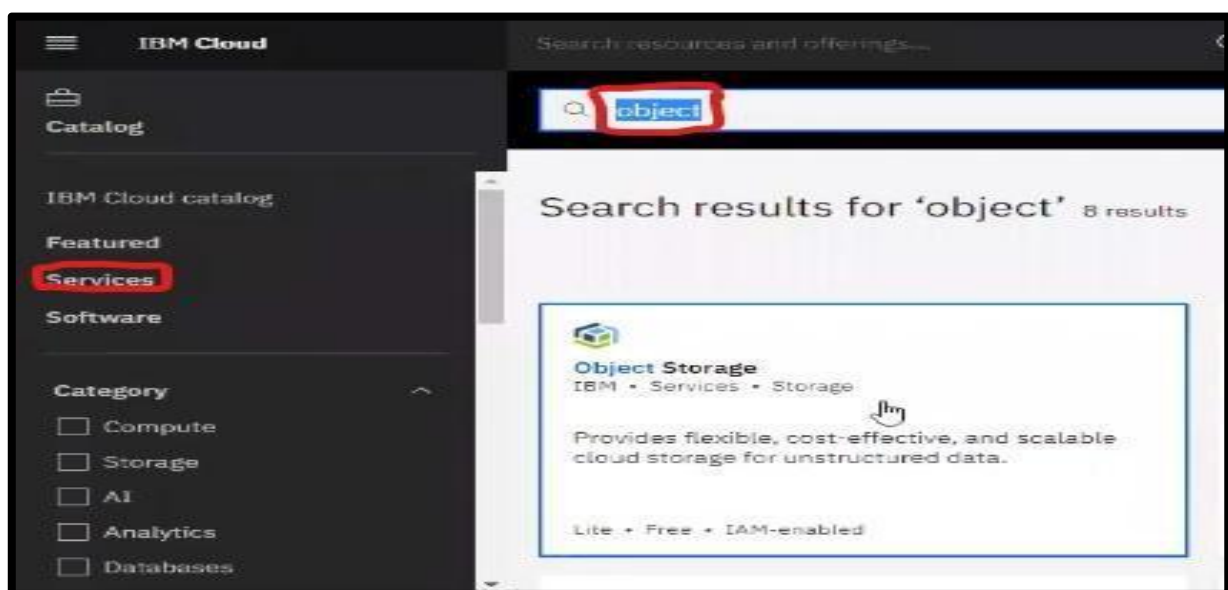 IBM Cloud
Search resources and offerings...
Catalog
object
IBM Cloud catalog
Featured
Services
Software
Category
Compute
Storage
AI
Analytics
Databases
Search results for ‘object’ 8 results
Object Storage
IBM • Services • Storage
Provides flexible, cost-effective, and scalable
cloud storage for unstructured data.
Lite • Free • IAM-enabled